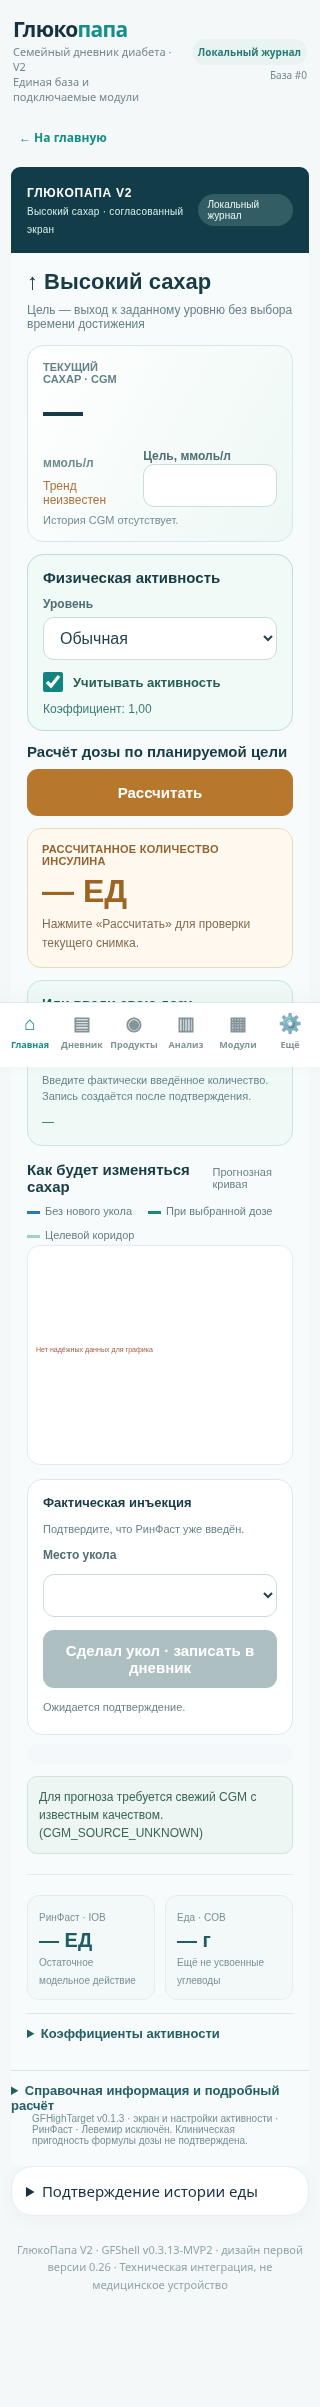 Глюкопапа
Семейный дневник диабета ·
V2
Единая база и
подключаемые модули
Локальный журнал
База #0
← На главную
ГЛЮКОПАПА V2
Высокий сахар · согласованный
экран
Локальный
журнал
↑ Высокий сахар
Цель — выход к заданному уровню без выбора
времени достижения
ТЕКУЩИЙ
САХАР · CGM
—
ммоль/л
Тренд
неизвестен
Цель, ммоль/л
История CGM отсутствует.
Физическая активность
Уровень
Обычная
Учитывать активность
Коэффициент: 1,00
Расчёт дозы по планируемой цели
Рассчитать
РАССЧИТАННОЕ КОЛИЧЕСТВО
ИНСУЛИНА
— ЕД
Нажмите «Рассчитать» для проверки
текущего снимка.
Главная
Дневник
Продукты
Анализ
Модули
Ещё
Введите фактически введённое количество.
Запись создаётся после подтверждения.
—
Как будет изменяться
сахар
Прогнозная
кривая
Без нового укола
При выбранной дозе
Целевой коридор
Нет надёжных данных для графика
Фактическая инъекция
Подтвердите, что РинФаст уже введён.
Место укола
Сделал укол · записать в
дневник
Ожидается подтверждение.
Для прогноза требуется свежий CGM с
известным качеством.
(CGM_SOURCE_UNKNOWN)
РинФаст · IOB
— ЕД
Остаточное
модельное действие
Еда · COB
— г
Ещё не усвоенные
углеводы
Коэффициенты активности
Справочная информация и подробный
расчёт
GFHighTarget v0.1.3 · экран и настройки активности ·
РинФаст · Левемир исключён. Клиническая
пригодность формулы дозы не подтверждена.
Подтверждение истории еды
ГлюкоПапа V2 · GFShell v0.3.13-MVP2 · дизайн первой
версии 0.26 · Техническая интеграция, не
медицинское устройство